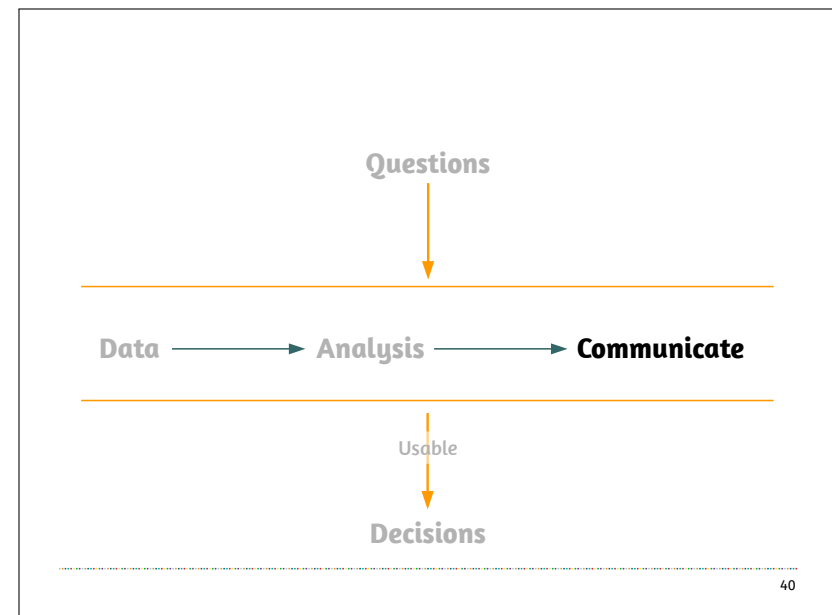 Questions
Data Analysis Communicate
Usable
Decisions
40